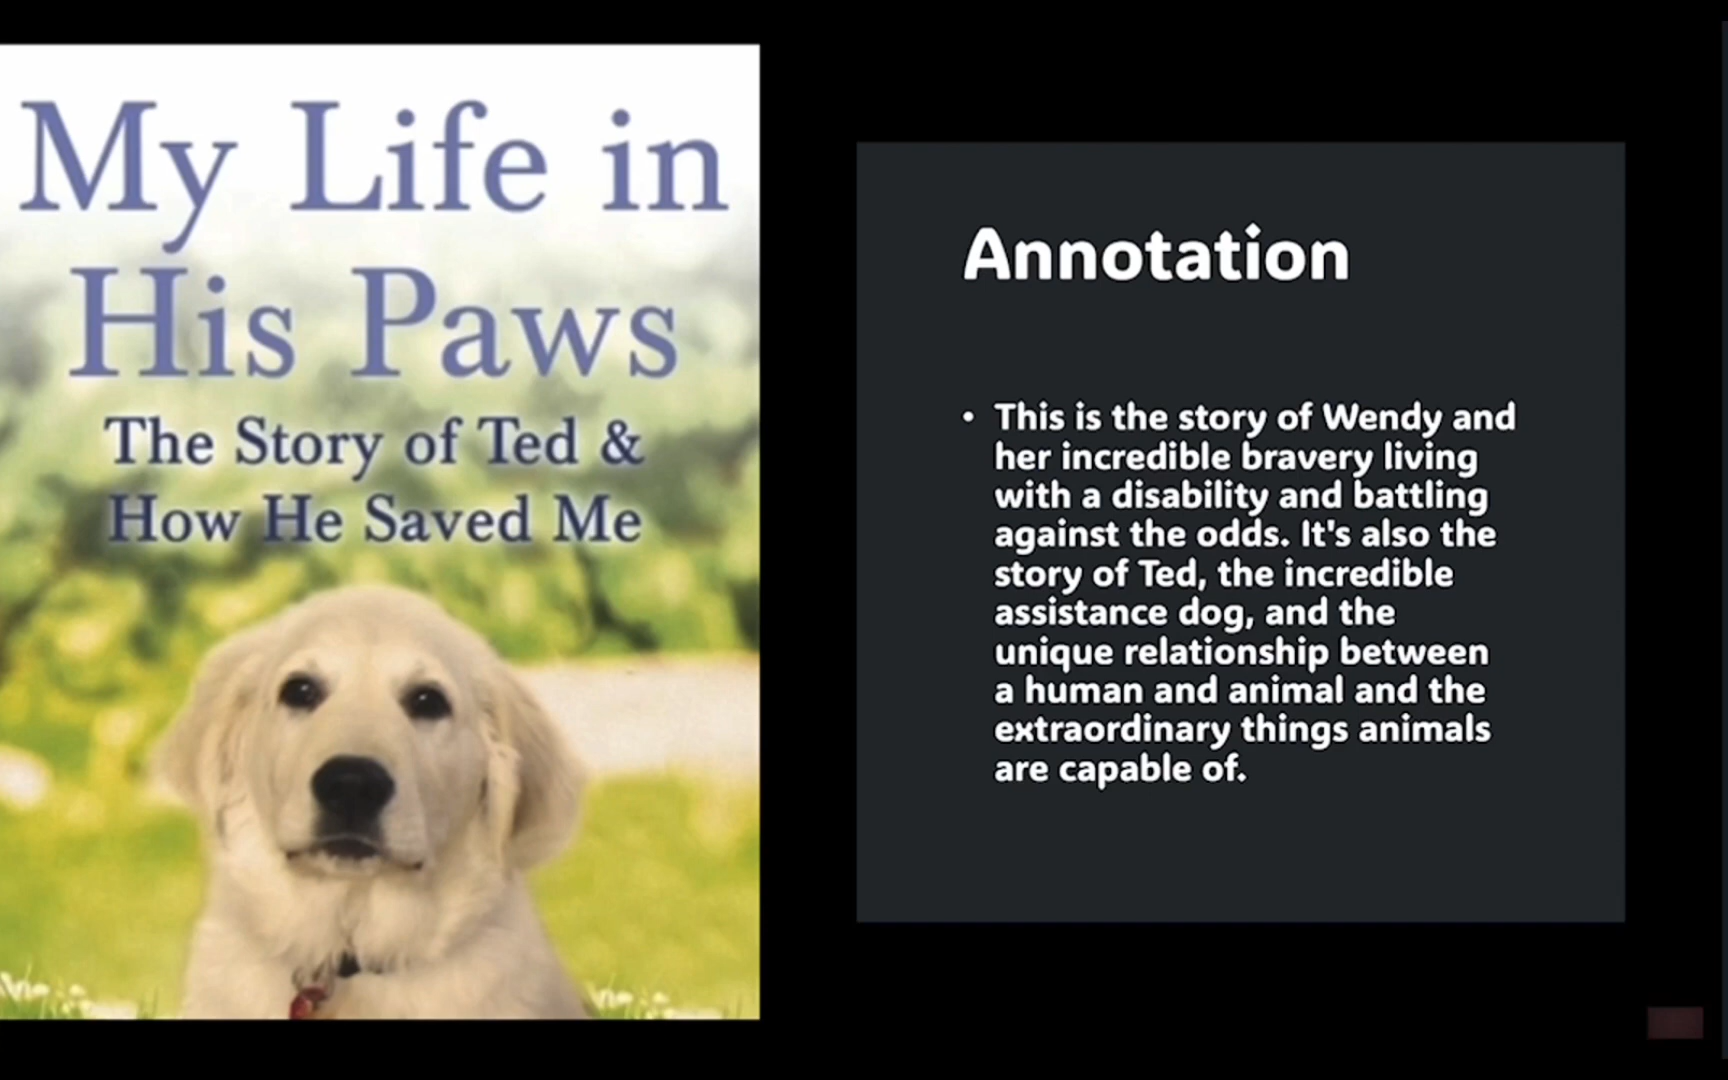 My Life in
His Paws
The Story of Ted &
How He Saved Me
Annotation
• This is the story of Wendy and
her incredible bravery living
with a disability and battling
against the odds. It's also the
story of Ted, the incredible
assistance dog, and the
unique relationship between
a human and animal and the
extraordinary things animals
are capable of.